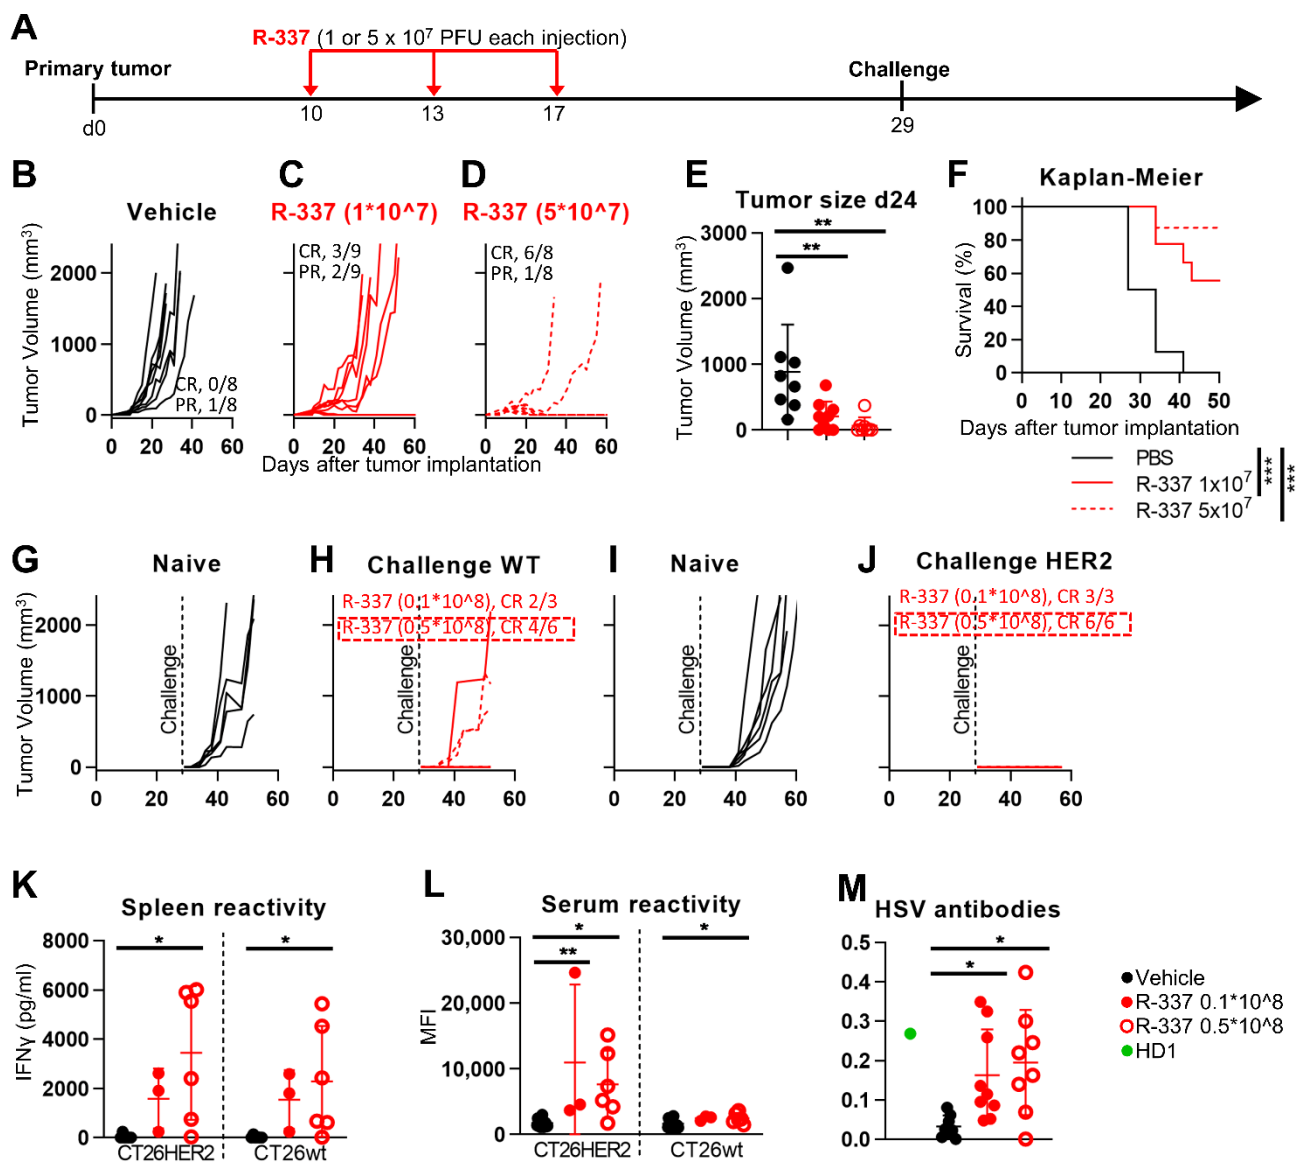 A
R-337 (1 or 5 x 10⁷ PFU each injection)
Primary tumor
Challenge
d0
10
13
17
29
B
Vehicle
C
R-337 (1*10^7)
D
R-337 (5*10^7)
E
Tumor size d24
F
Kaplan-Meier
Tumor Volume (mm³)
2000
1000
0
CR, 0/8
PR, 1/8
0 20 40 60
CR, 3/9
PR, 2/9
0 20 40 60
CR, 6/8
PR, 1/8
0 20 40 60
Days after tumor implantation
Tumor Volume (mm³)
3000
2000
1000
0
**
**
Survival (%)
100
80
60
40
20
0
0 10 20 30 40 50
Days after tumor implantation
PBS
R-337 1x10⁷
R-337 5x10⁷
***
***
G
Naive
H
Challenge WT
I
Naive
J
Challenge HER2
Tumor Volume (mm³)
2000
1000
0
Challenge
0 20 40 60
R-337 (0.1*10^8), CR 2/3
R-337 (0.5*10^8), CR 4/6
Challenge
0 20 40 60
Challenge
0 20 40 60
R-337 (0.1*10^8), CR 3/3
R-337 (0.5*10^8), CR 6/6
Challenge
0 20 40 60
K
Spleen reactivity
IFNγ (pg/ml)
8000
6000
4000
2000
0
*
*
CT26HER2
CT26wt
L
Serum reactivity
MFI
30,000
20,000
10,000
0
*
**
*
CT26HER2
CT26wt
M
HSV antibodies
0.5
0.4
0.3
0.2
0.1
0.0
*
*
Vehicle
R-337 0.1*10^8
R-337 0.5*10^8
HD1